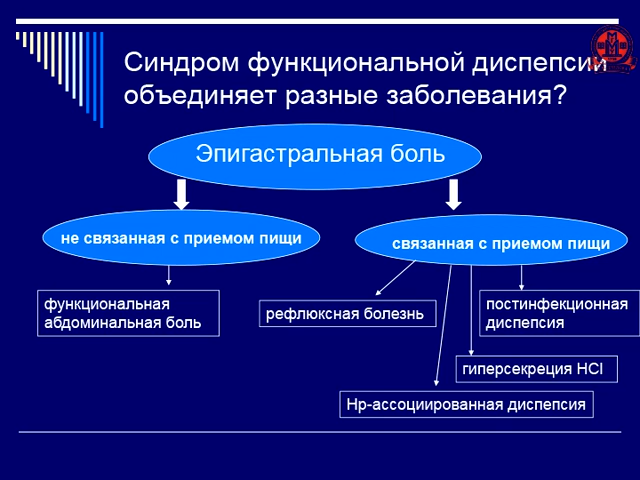 Синдром функциональной диспепсии
объединяет разные заболевания?
Эпигастральная боль
не связанная с приемом пищи
связанная с приемом пищи
функциональная
абдоминальная боль
рефлюксная болезнь
постинфекционная
диспепсия
гиперсекреция HCl
Нр-ассоциированная диспепсия